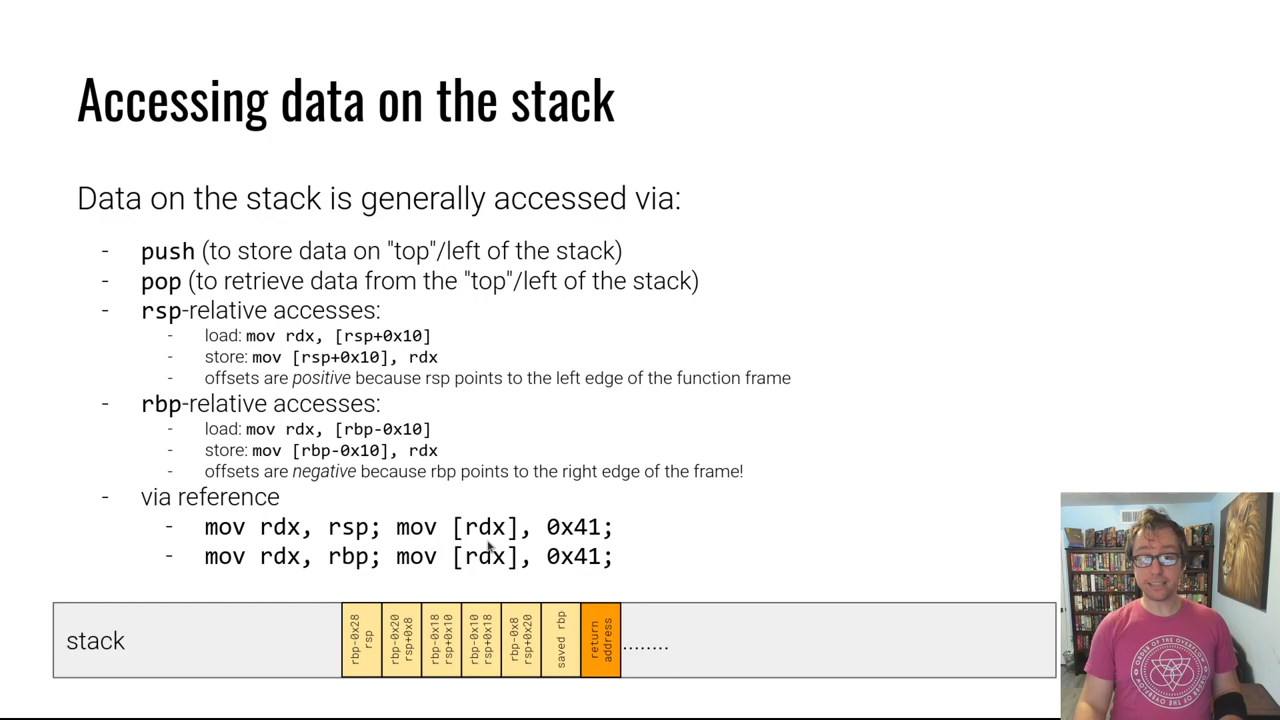 Accessing data on the stack
Data on the stack is generally accessed via:
- push (to store data on "top"/left of the stack)
- pop (to retrieve data from the "top"/left of the stack)
- rsp-relative accesses:
- load: mov rdx, [rsp+0x10]
- store: mov [rsp+0x10], rdx
- offsets are positive because rsp points to the left edge of the function frame
- rbp-relative accesses:
- load: mov rdx, [rbp-0x10]
- store: mov [rbp-0x10], rdx
- offsets are negative because rbp points to the right edge of the frame!
- via reference
- mov rdx, rsp; mov [rdx], 0x41;
- mov rdx, rbp; mov [rdx], 0x41;
stack
rbp-0x28
rsp
rbp-0x20
rsp+0x8
rbp-0x18
rsp+0x10
rbp-0x10
rsp+0x18
rbp-0x8
rsp+0x20
saved rbp
return
address
........
ORDER OF THE OVERFLOW